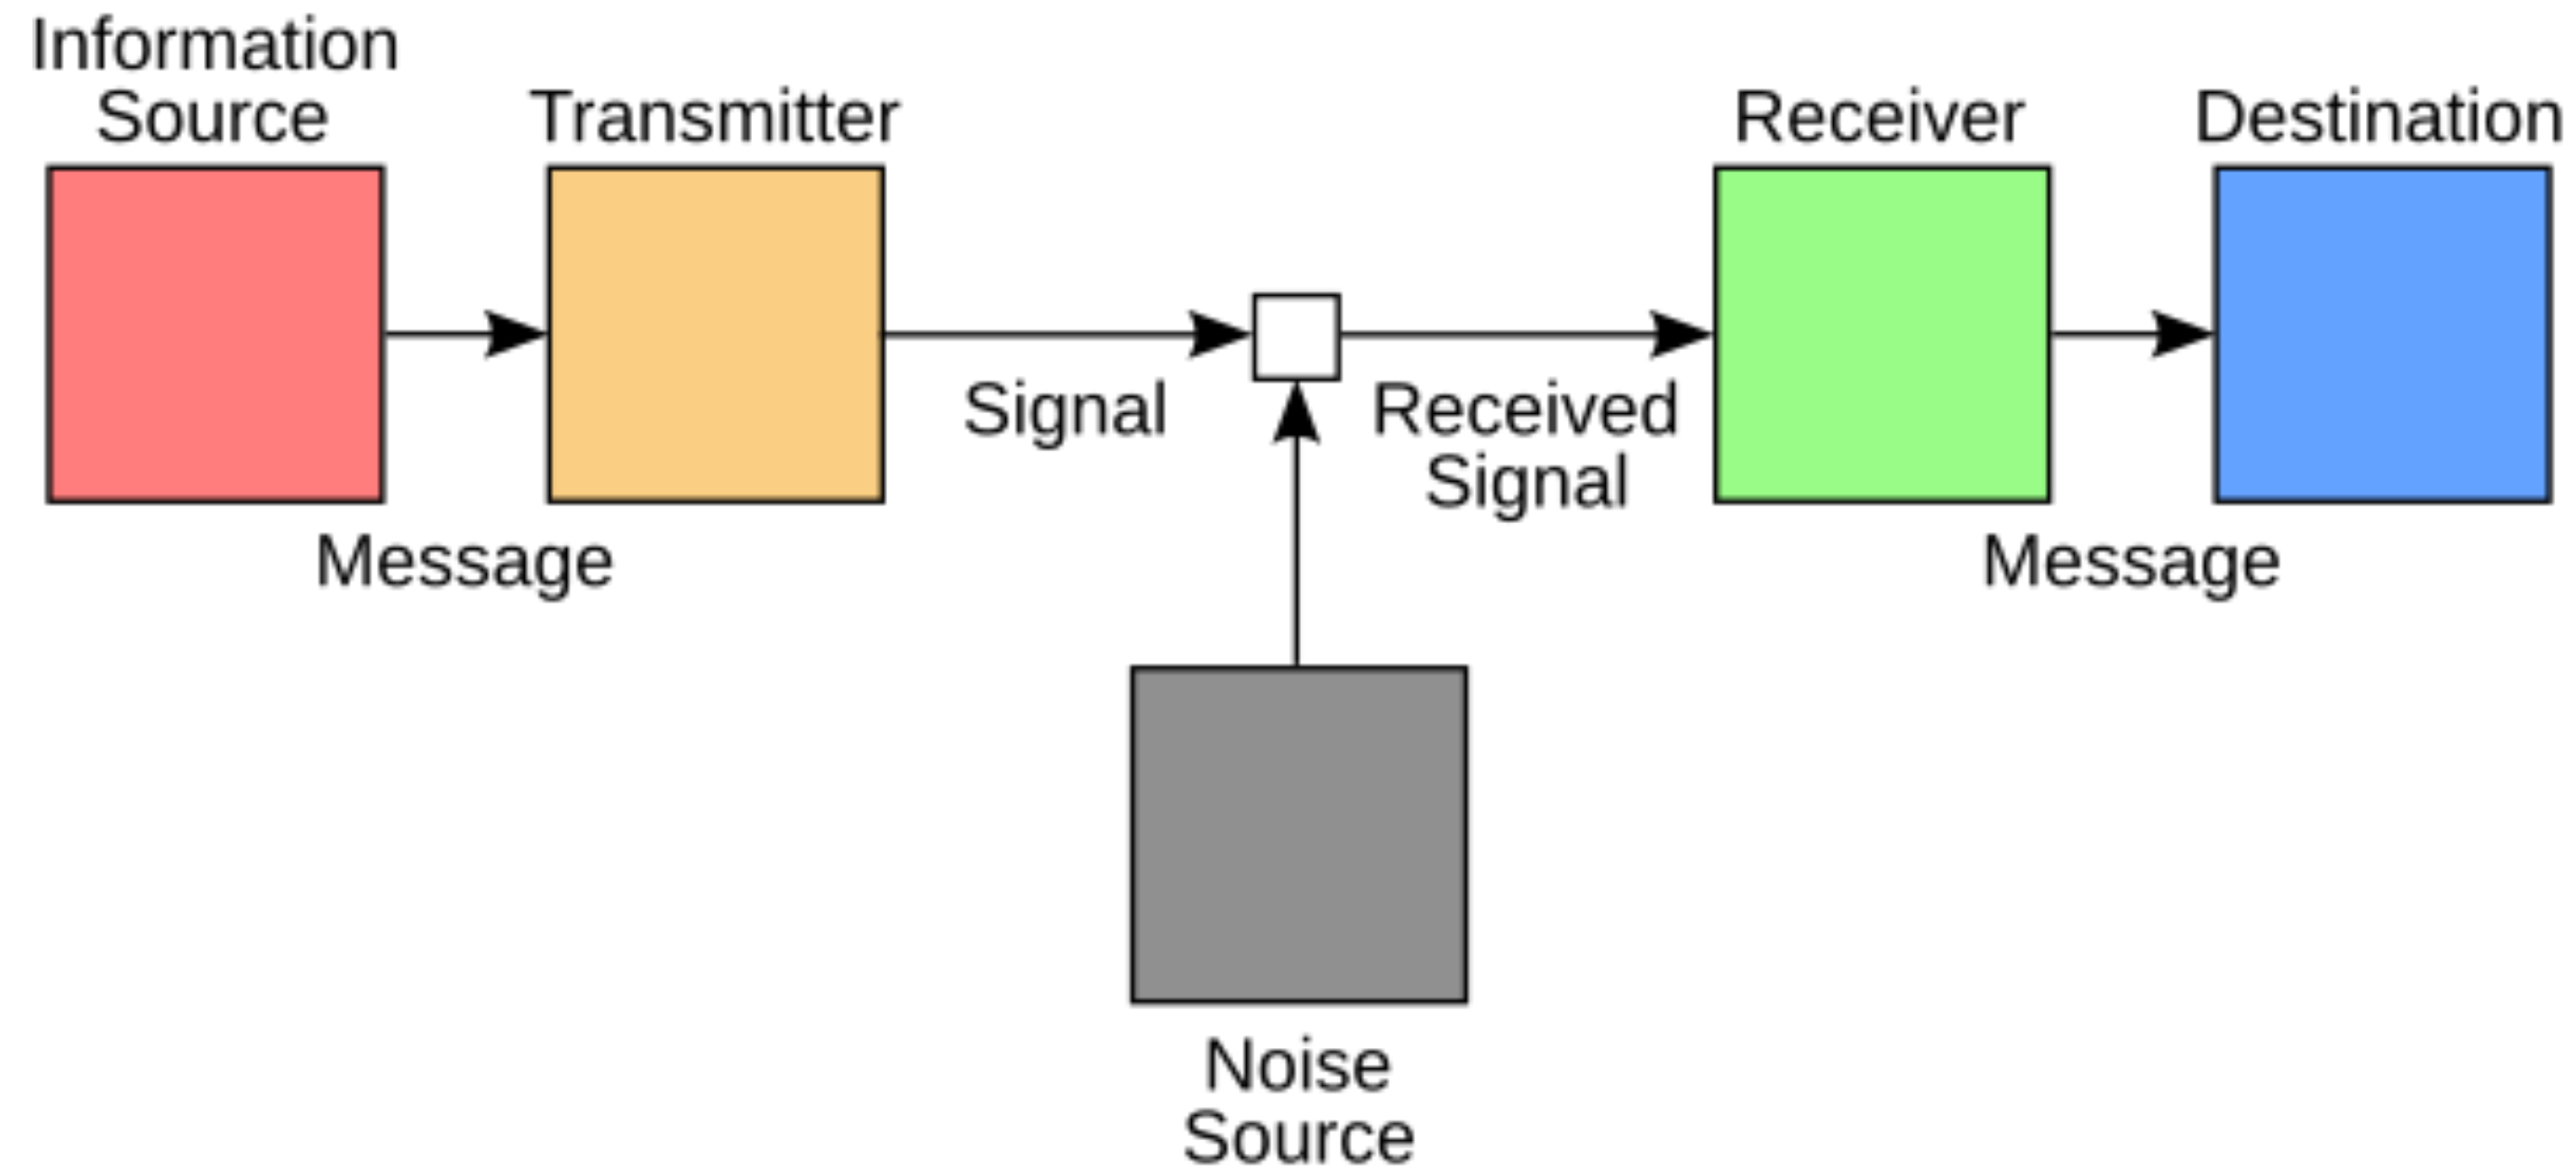 Information
Source
Transmitter
Receiver
Destination
Signal
Received
Signal
Message
Message
Noise
Source